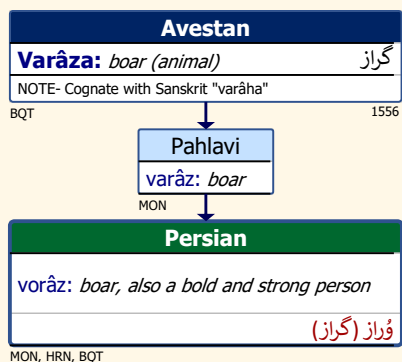 Avestan
Varâza: boar (animal) گراز
NOTE- Cognate with Sanskrit "varâha"
BQT 1556
Pahlavi
varâz: boar
MON
Persian
vorâz: boar, also a bold and strong person
وُراز (گراز)
MON, HRN, BQT